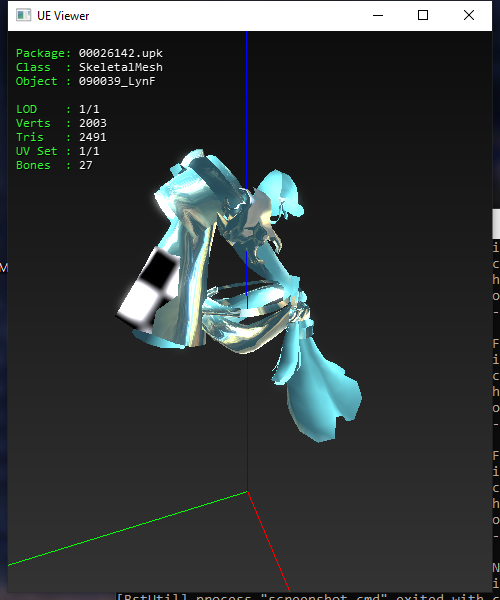 UE Viewer
Package: 00026142.upk
Class  : SkeletalMesh
Object : 090039_LynF
LOD    : 1/1
Verts  : 2003
Tris   : 2491
UV Set : 1/1
Bones  : 27
M
i
c
h
o
-
F
i
c
h
o
-
F
i
c
h
o
-
N
i
[BstUtil] process "screenshot.cmd" exited with c